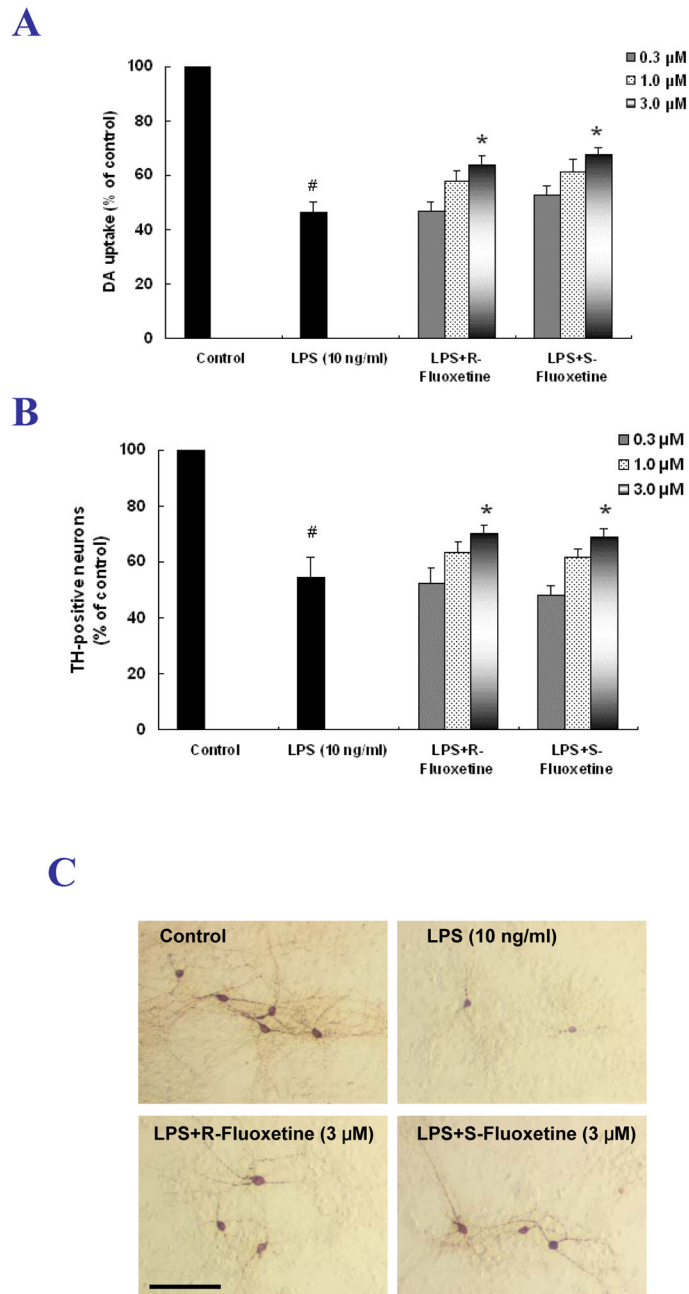 A
DA uptake (% of control)
100
80
60
40
20
0
#
*
*
0.3 µM
1.0 µM
3.0 µM
Control
LPS (10 ng/ml)
LPS+R-
Fluoxetine
LPS+S-
Fluoxetine
B
TH-positive neurons
(% of control)
100
80
60
40
20
0
#
*
*
0.3 µM
1.0 µM
3.0 µM
Control
LPS (10 ng/ml)
LPS+R-
Fluoxetine
LPS+S-
Fluoxetine
C
Control
LPS (10 ng/ml)
LPS+R-Fluoxetine (3 µM)
LPS+S-Fluoxetine (3 µM)